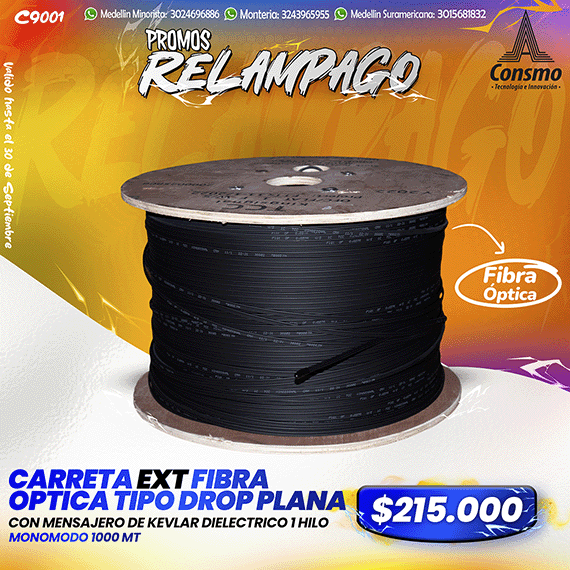 C9001
Medellin Minorista: 3024696886
Monteria: 3243965955
Medellin Suramericana: 3015681832
PROMOS
RELAMPAGO
Consmo
• Tecnología e Innovación •
Valido hasta el 30 de Septiembre
RELAMPAGO
Fibra
Óptica
CARRETA EXT FIBRA
OPTICA TIPO DROP PLANA
CON MENSAJERO DE KEVLAR DIELECTRICO 1 HILO
MONOMODO 1000 MT
$215.000